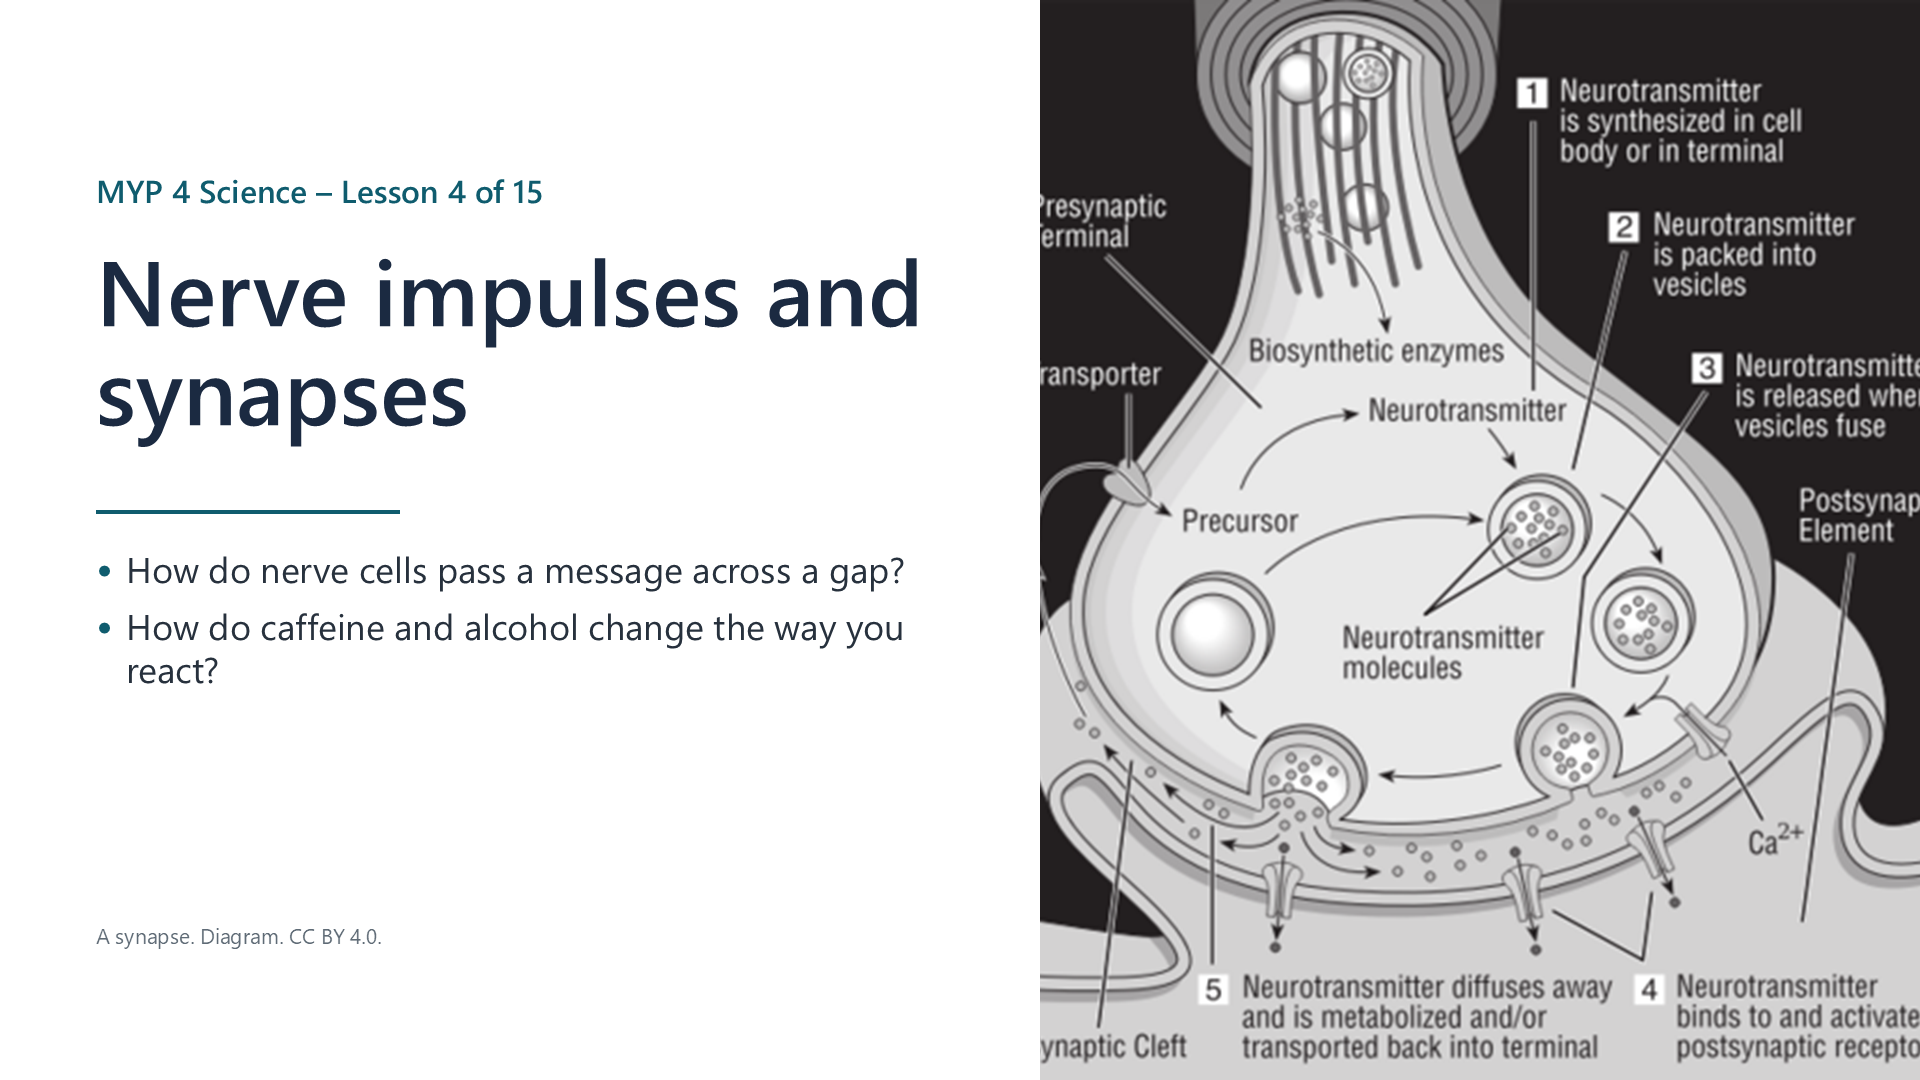 MYP 4 Science – Lesson 4 of 15
Nerve impulses and
synapses
• How do nerve cells pass a message across a gap?
• How do caffeine and alcohol change the way you
react?
A synapse. Diagram. CC BY 4.0.
1 Neurotransmitter
is synthesized in cell
body or in terminal
Presynaptic
Terminal
2 Neurotransmitter
is packed into
vesicles
Biosynthetic enzymes
ransporter
3 Neurotransmitte
is released whe
vesicles fuse
Neurotransmitter
Precursor
Postsynap
Element
Neurotransmitter
molecules
Ca2+
ynaptic Cleft
5 Neurotransmitter diffuses away
and is metabolized and/or
transported back into terminal
4 Neurotransmitter
binds to and activate
postsynaptic recepto